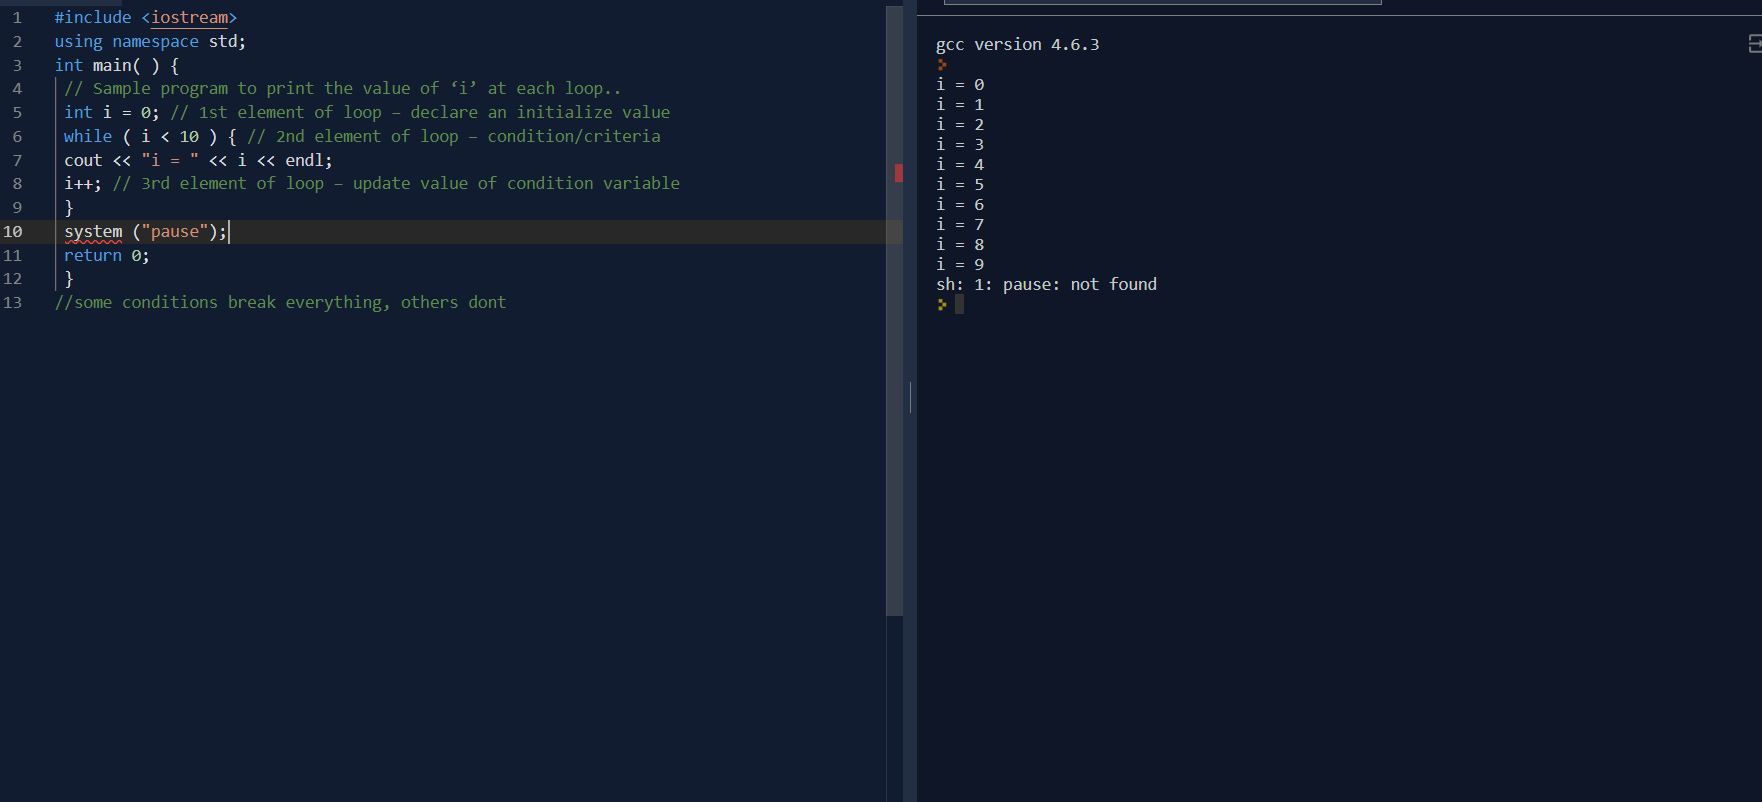 1 #include <iostream>
2 using namespace std;
3 int main( ) {
4 // Sample program to print the value of ‘i’ at each loop..
5 int i = 0; // 1st element of loop – declare an initialize value
6 while ( i < 10 ) { // 2nd element of loop – condition/criteria
7 cout << "i = " << i << endl;
8 i++; // 3rd element of loop – update value of condition variable
9 }
10 system ("pause");
11 return 0;
12 }
13 //some conditions break everything, others dont
gcc version 4.6.3
i = 0
i = 1
i = 2
i = 3
i = 4
i = 5
i = 6
i = 7
i = 8
i = 9
sh: 1: pause: not found